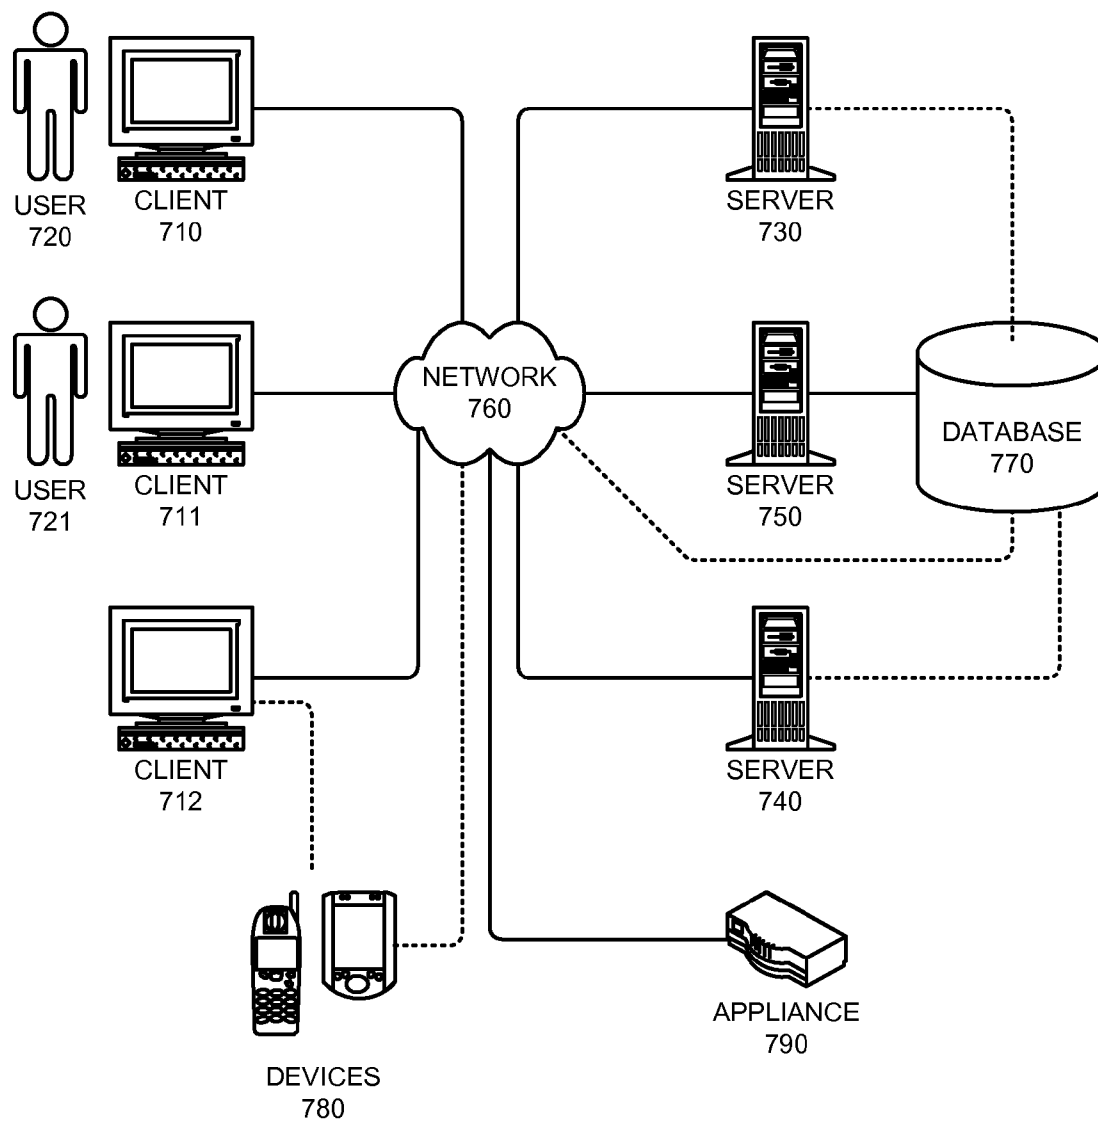 USER
720
CLIENT
710
SERVER
730
USER
721
CLIENT
711
NETWORK
760
SERVER
750
DATABASE
770
CLIENT
712
SERVER
740
DEVICES
780
APPLIANCE
790